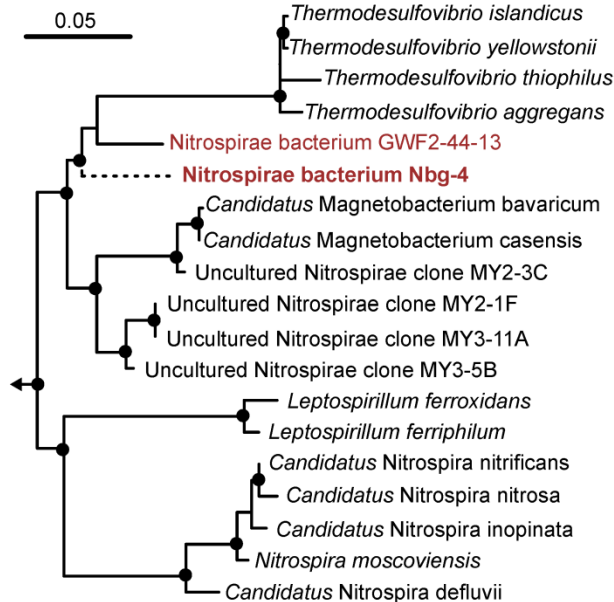 0.05
Thermodesulfovibrio islandicus
Thermodesulfovibrio yellowstonii
Thermodesulfovibrio thiophilus
Thermodesulfovibrio aggregans
Nitrospirae bacterium GWF2-44-13
Nitrospirae bacterium Nbg-4
Candidatus Magnetobacterium bavaricum
Candidatus Magnetobacterium casensis
Uncultured Nitrospirae clone MY2-3C
Uncultured Nitrospirae clone MY2-1F
Uncultured Nitrospirae clone MY3-11A
Uncultured Nitrospirae clone MY3-5B
Leptospirillum ferroxidans
Leptospirillum ferriphilum
Candidatus Nitrospira nitrificans
Candidatus Nitrospira nitrosa
Candidatus Nitrospira inopinata
Nitrospira moscoviensis
Candidatus Nitrospira defluvii